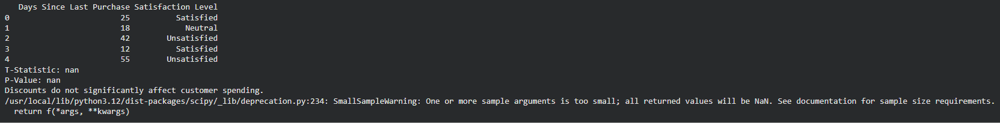 Days Since Last Purchase Satisfaction Level
0 25 Satisfied
1 18 Neutral
2 42 Unsatisfied
3 12 Satisfied
4 55 Unsatisfied
T-Statistic: nan
P-Value: nan
Discounts do not significantly affect customer spending.
/usr/local/lib/python3.12/dist-packages/scipy/_lib/deprecation.py:234: SmallSampleWarning: One or more sample arguments is too small; all returned values will be NaN. See documentation for sample size requirements.
return f(*args, **kwargs)